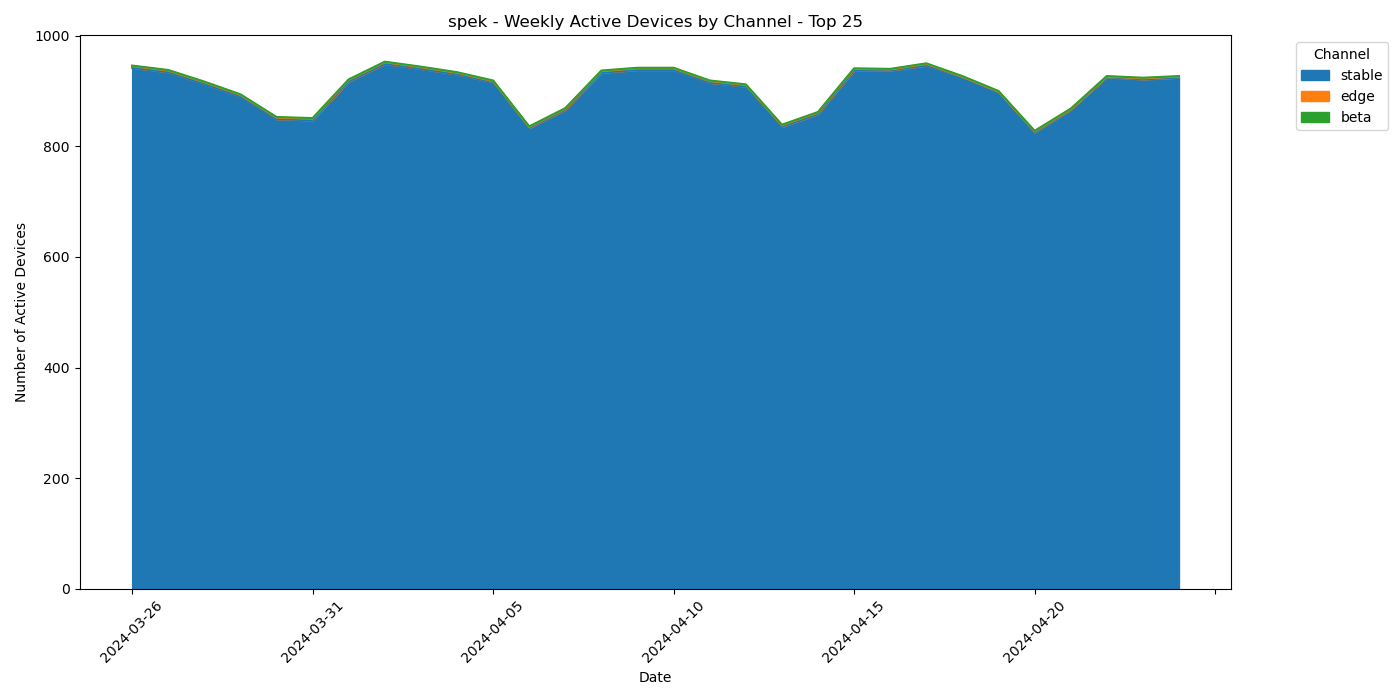 spek - Weekly Active Devices by Channel - Top 25
Number of Active Devices
1000
800
600
400
200
0
2024-03-26
2024-03-31
2024-04-05
2024-04-10
2024-04-15
2024-04-20
Date
Channel
stable
edge
beta